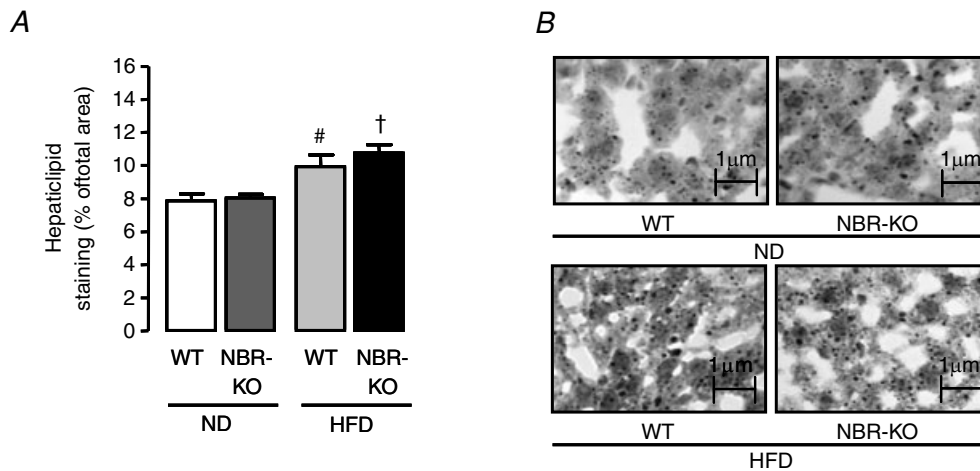 A
Hepaticlipid
staining (% oftotal area)
16
14
12
10
8
6
4
2
0
#
†
WT NBR-KO WT NBR-KO
ND HFD
B
1µm 1µm
WT NBR-KO
ND
1µm 1µm
WT NBR-KO
HFD